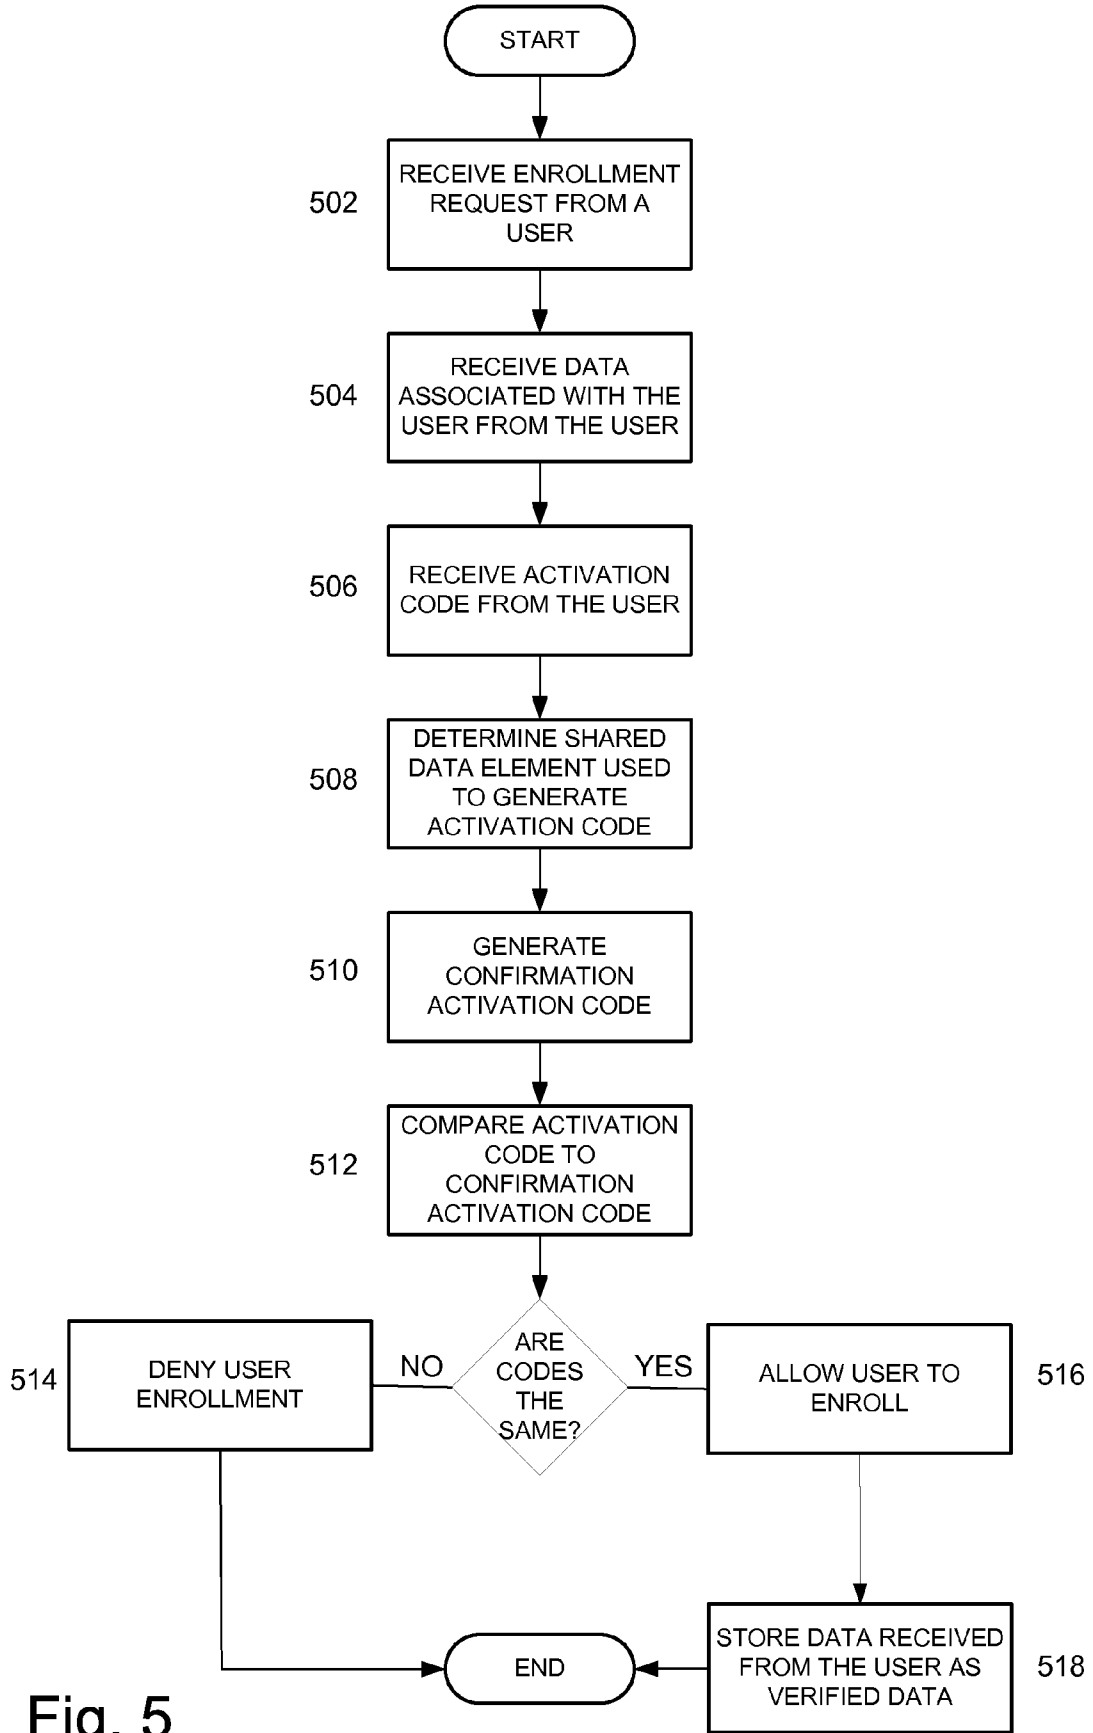 START
502
RECEIVE ENROLLMENT
REQUEST FROM A
USER
504
RECEIVE DATA
ASSOCIATED WITH THE
USER FROM THE USER
506
RECEIVE ACTIVATION
CODE FROM THE USER
508
DETERMINE SHARED
DATA ELEMENT USED
TO GENERATE
ACTIVATION CODE
510
GENERATE
CONFIRMATION
ACTIVATION CODE
512
COMPARE ACTIVATION
CODE TO
CONFIRMATION
ACTIVATION CODE
514
DENY USER
ENROLLMENT
NO
ARE
CODES
THE
SAME?
YES
ALLOW USER TO
ENROLL
516
END
STORE DATA RECEIVED
FROM THE USER AS
VERIFIED DATA
518
Fig. 5